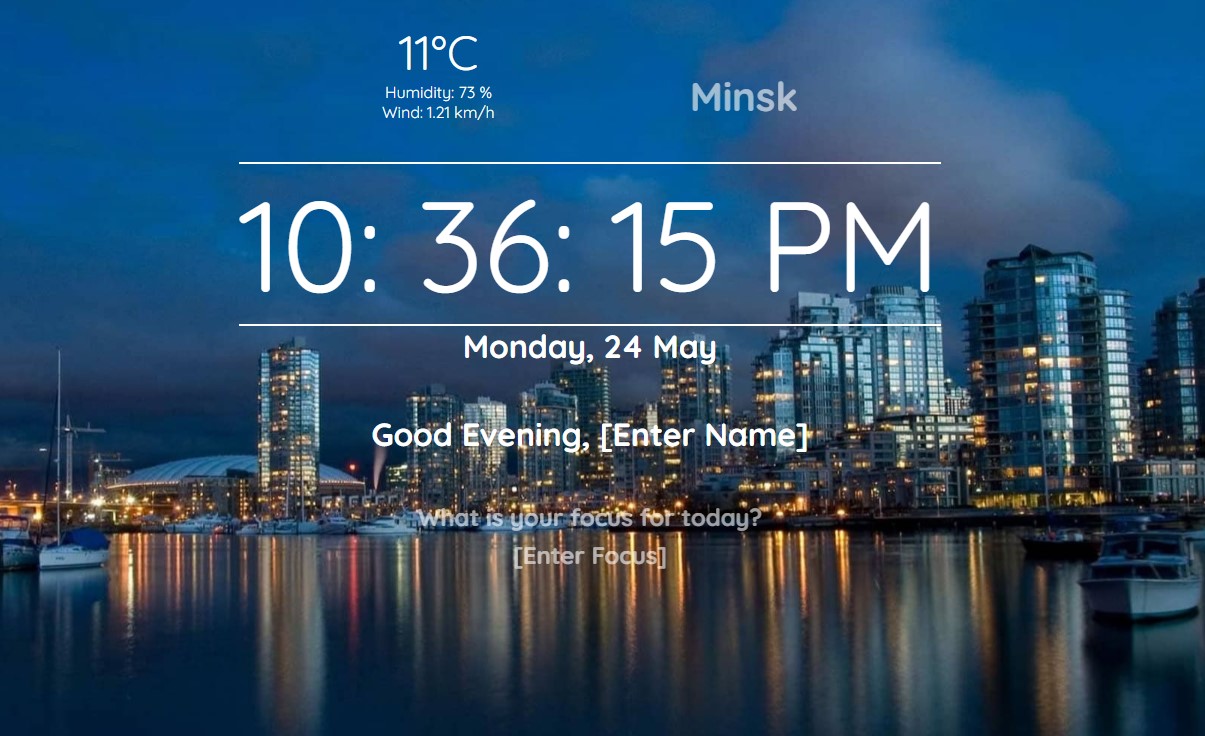 11°C
Humidity: 73 %
Wind: 1.21 km/h
Minsk
10: 36: 15 PM
Monday, 24 May
Good Evening, [Enter Name]
What is your focus for today?
[Enter Focus]